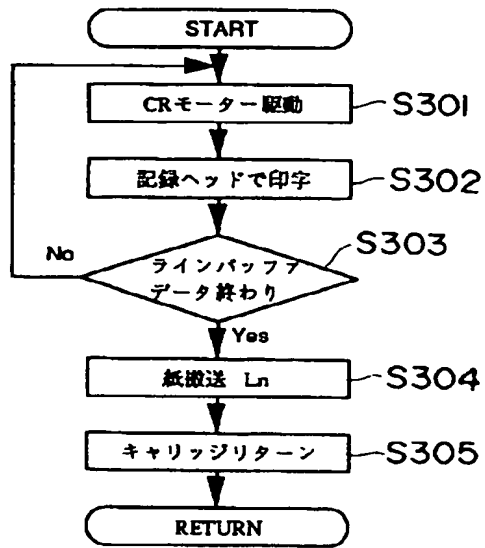 START
CRモーター駆動
S301
記録ヘッドで印字
S302
ラインバッファ
データ終わり
S303
No
Yes
紙搬送 Ln
S304
キャリッジリターン
S305
RETURN